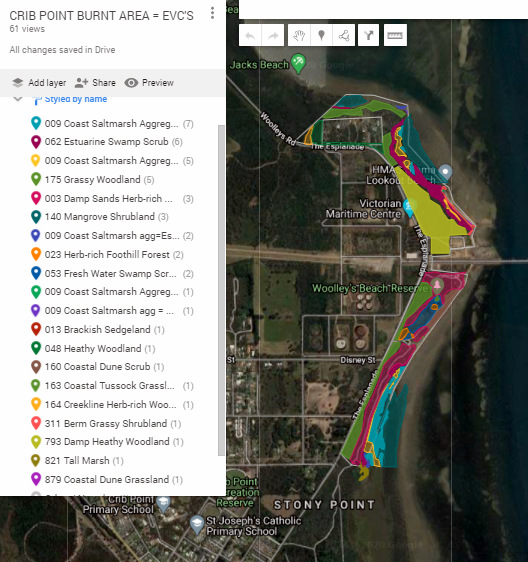 CRIB POINT BURNT AREA = EVC'S
61 views
All changes saved in Drive
Add layer
Share
Preview
Styled by name
009 Coast Saltmarsh Aggreg... (7)
062 Estuarine Swamp Scrub (6)
009 Coast Saltmarsh Aggreg... (5)
175 Grassy Woodland (5)
003 Damp Sands Herb-rich ... (3)
140 Mangrove Shrubland (3)
009 Coast Saltmarsh agg=Es... (2)
023 Herb-rich Foothill Forest (2)
053 Fresh Water Swamp Scr... (2)
009 Coast Saltmarsh Aggreg... (1)
009 Coast Saltmarsh agg = ... (1)
013 Brackish Sedgeland (1)
048 Heathy Woodland (1)
160 Coastal Dune Scrub (1)
163 Coastal Tussock Grassl... (1)
164 Creekline Herb-rich Woo... (1)
311 Berm Grassy Shrubland (1)
793 Damp Heathy Woodland (1)
821 Tall Marsh (1)
879 Coastal Dune Grassland (1)
Jacks Beach
Woolleys Rd
The Esplanade
HMA
Lookout
Victorian
Maritime Centre
The Esplanade
Woolley's Beach Reserve
St
Disney St
The Esplanade
Point
creation
Reserve
STONY POINT
Crib Point
Primary School
St Joseph's Catholic
Primary School